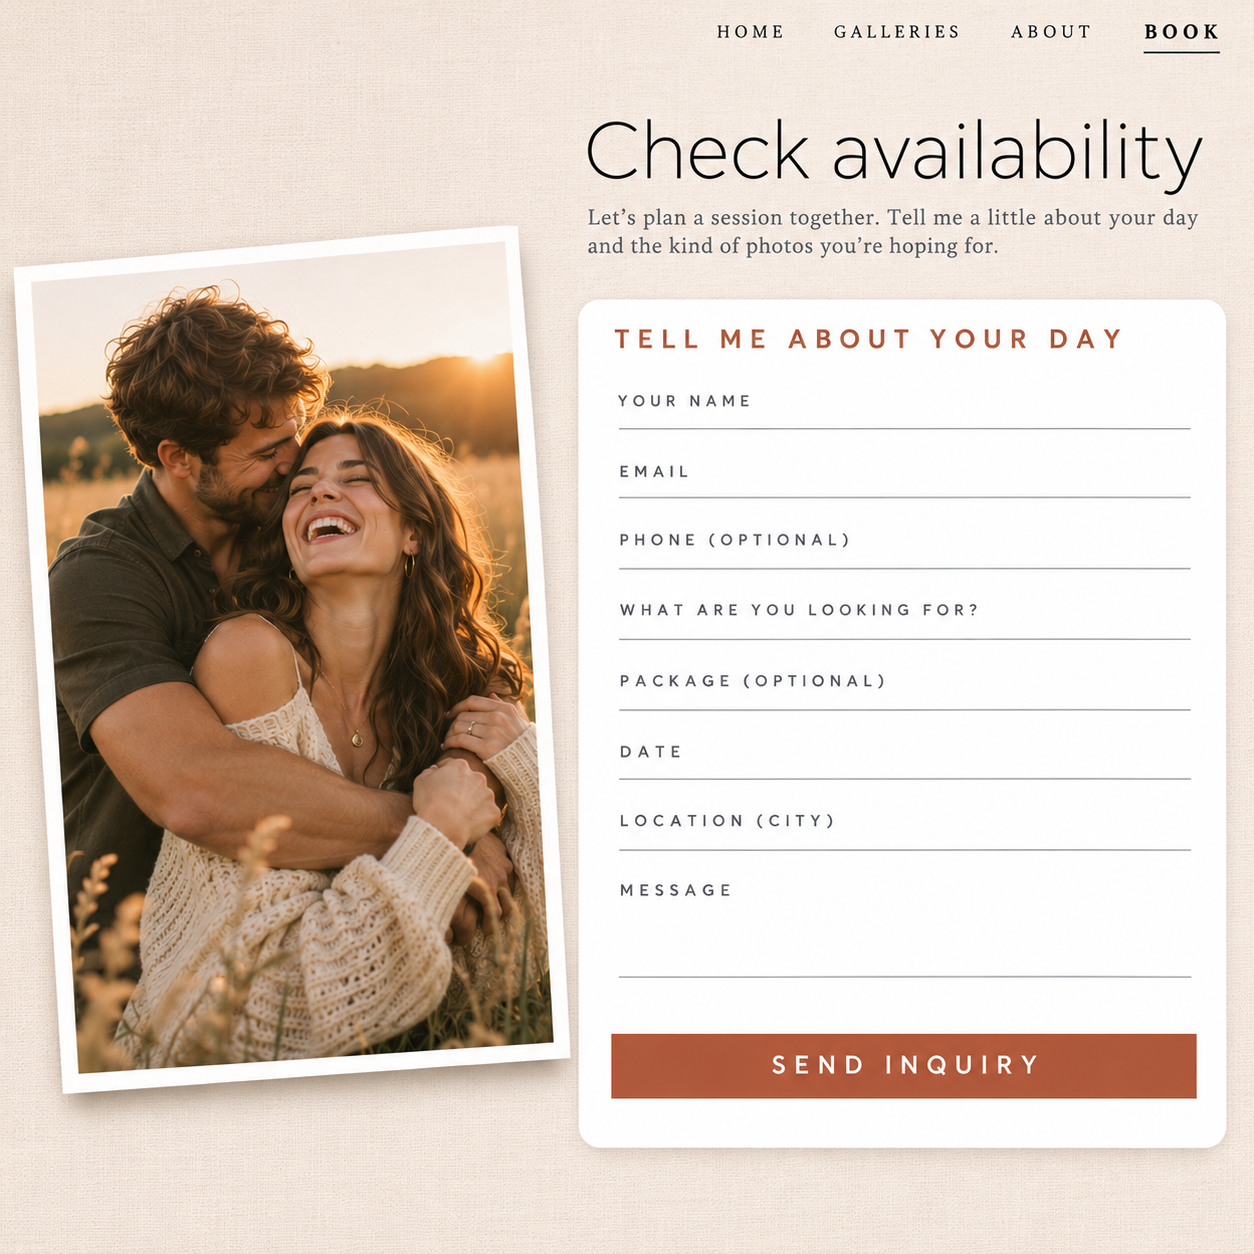 HOME GALLERIES ABOUT BOOK
Check availability
Let’s plan a session together. Tell me a little about your day
and the kind of photos you’re hoping for.
TELL ME ABOUT YOUR DAY
YOUR NAME
EMAIL
PHONE (OPTIONAL)
WHAT ARE YOU LOOKING FOR?
PACKAGE (OPTIONAL)
DATE
LOCATION (CITY)
MESSAGE
SEND INQUIRY